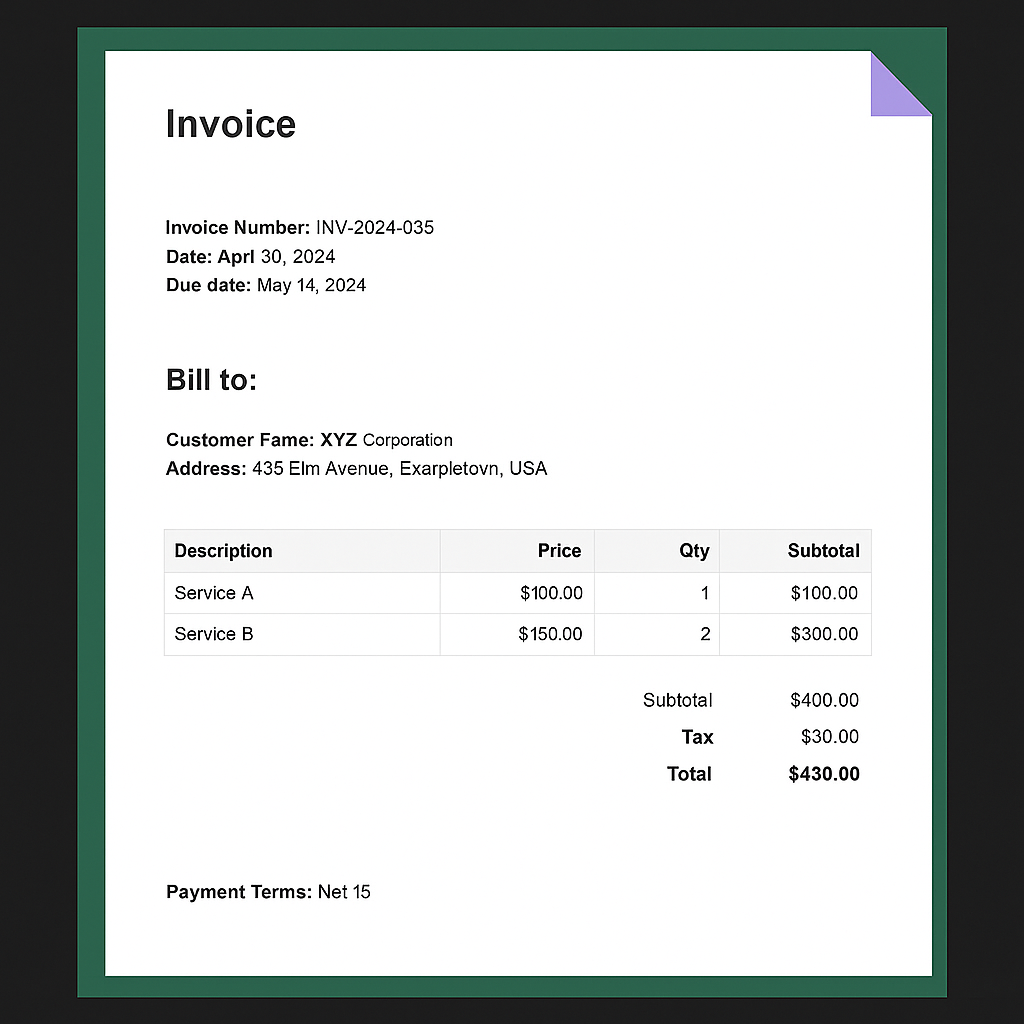 Invoice
Invoice Number: INV-2024-035
Date: Aprl 30, 2024
Due date: May 14, 2024
Bill to:
Customer Fame: XYZ Corporation
Address: 435 Elm Avenue, Exarpletovn, USA
Description Price Qty Subtotal
Service A $100.00 1 $100.00
Service B $150.00 2 $300.00
Subtotal $400.00
Tax $30.00
Total $430.00
Payment Terms: Net 15